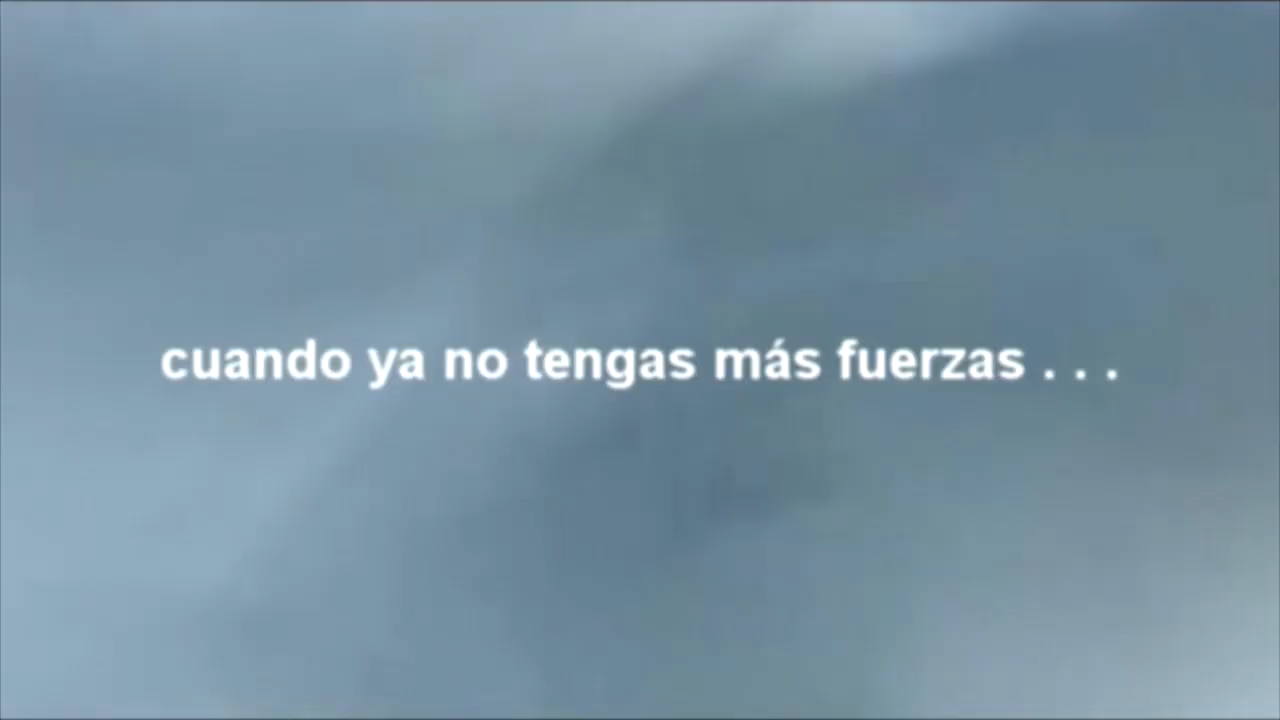 cuando ya no tengas más fuerzas . . .